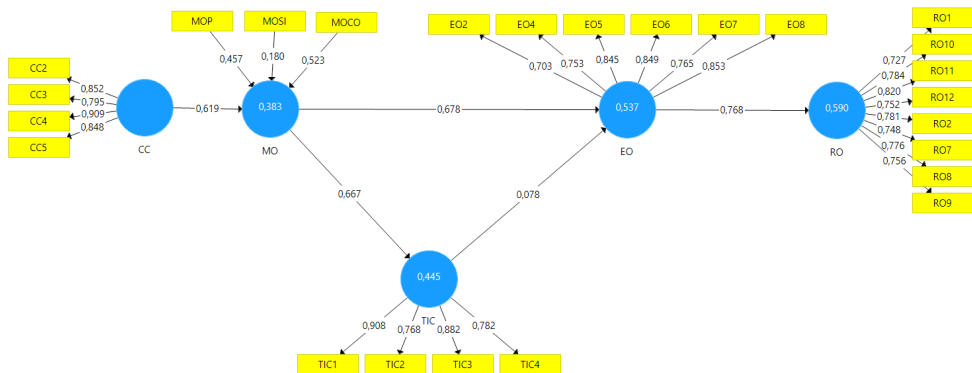 MOP
MOSI
MOCO
0,457
0,180
0,523
EO2
EO4
EO5
EO6
EO7
EO8
0,703
0,753
0,845
0,849
0,765
0,853
RO1
RO10
RO11
RO12
RO2
RO7
RO8
RO9
0,727
0,784
0,820
0,752
0,781
0,748
0,776
0,756
CC2
CC3
CC4
CC5
0,852
0,795
0,909
0,848
CC
0,619
0,383
MO
0,678
0,537
EO
0,768
0,590
RO
0,667
0,078
0,445
TIC
0,908
0,768
0,882
0,782
TIC1
TIC2
TIC3
TIC4